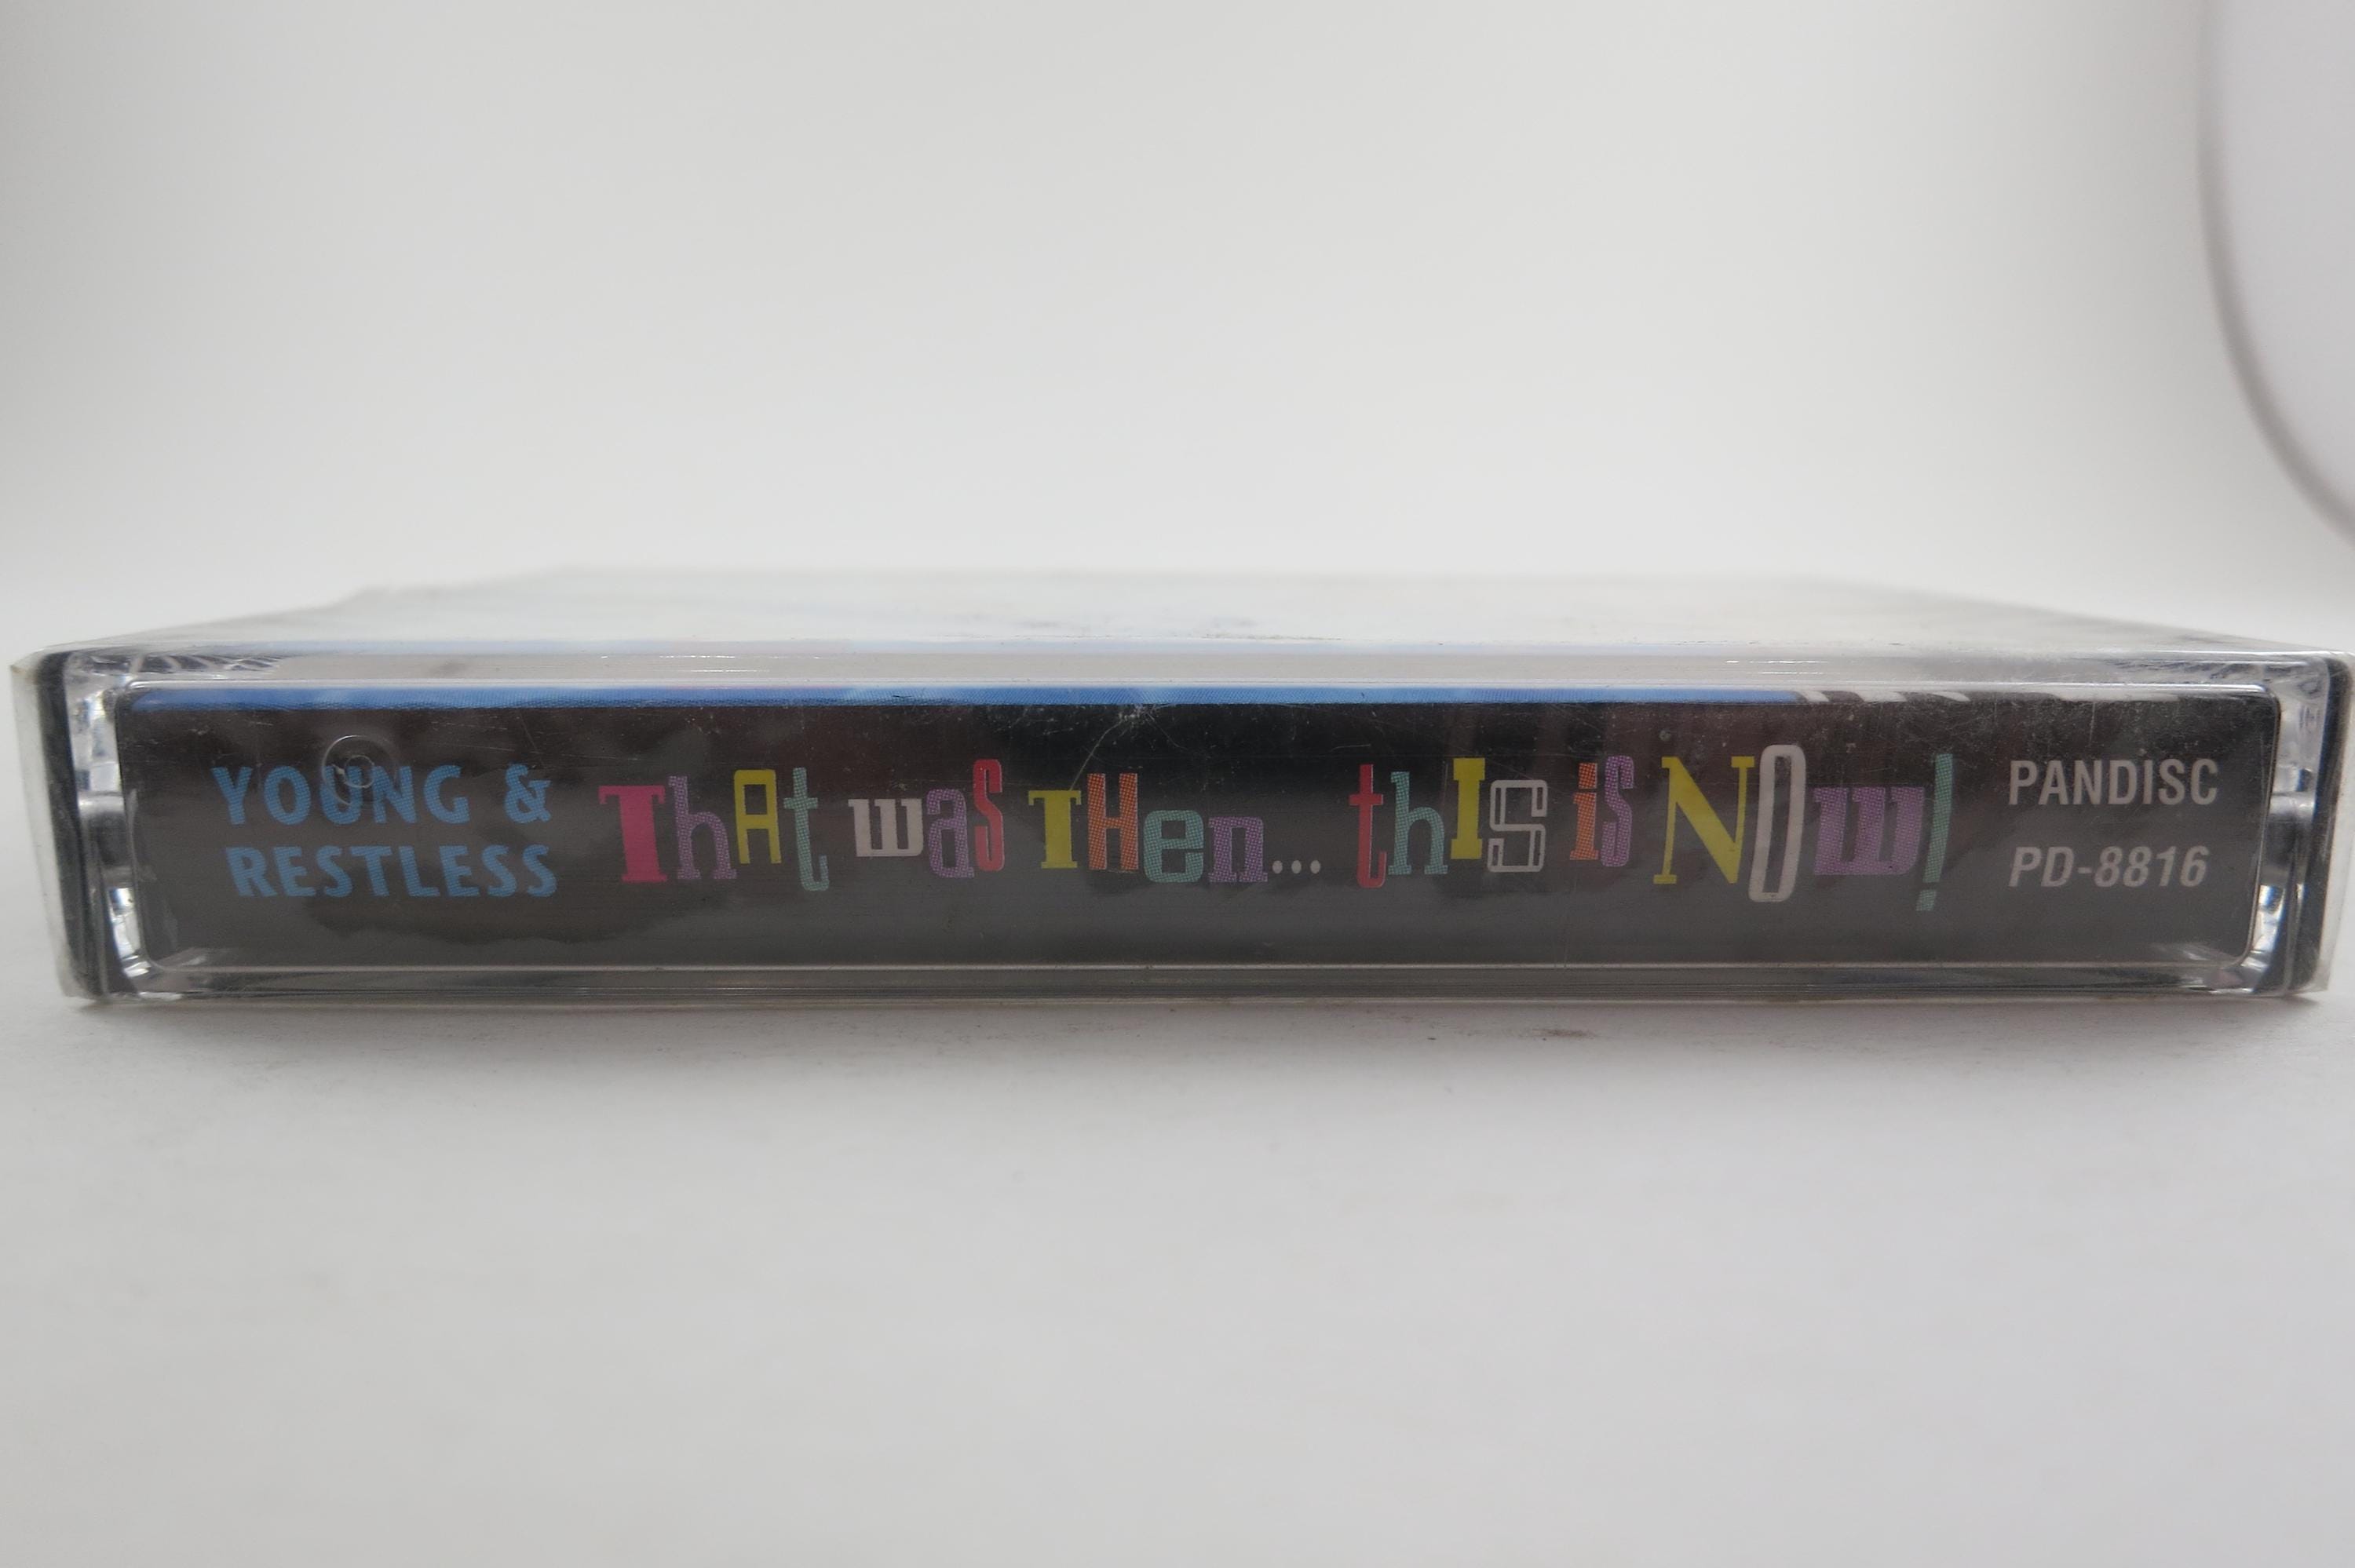 YOUNG &
RESTLESS
ThAt waS THen... thIS iS NOw!
PANDISC
PD-8816